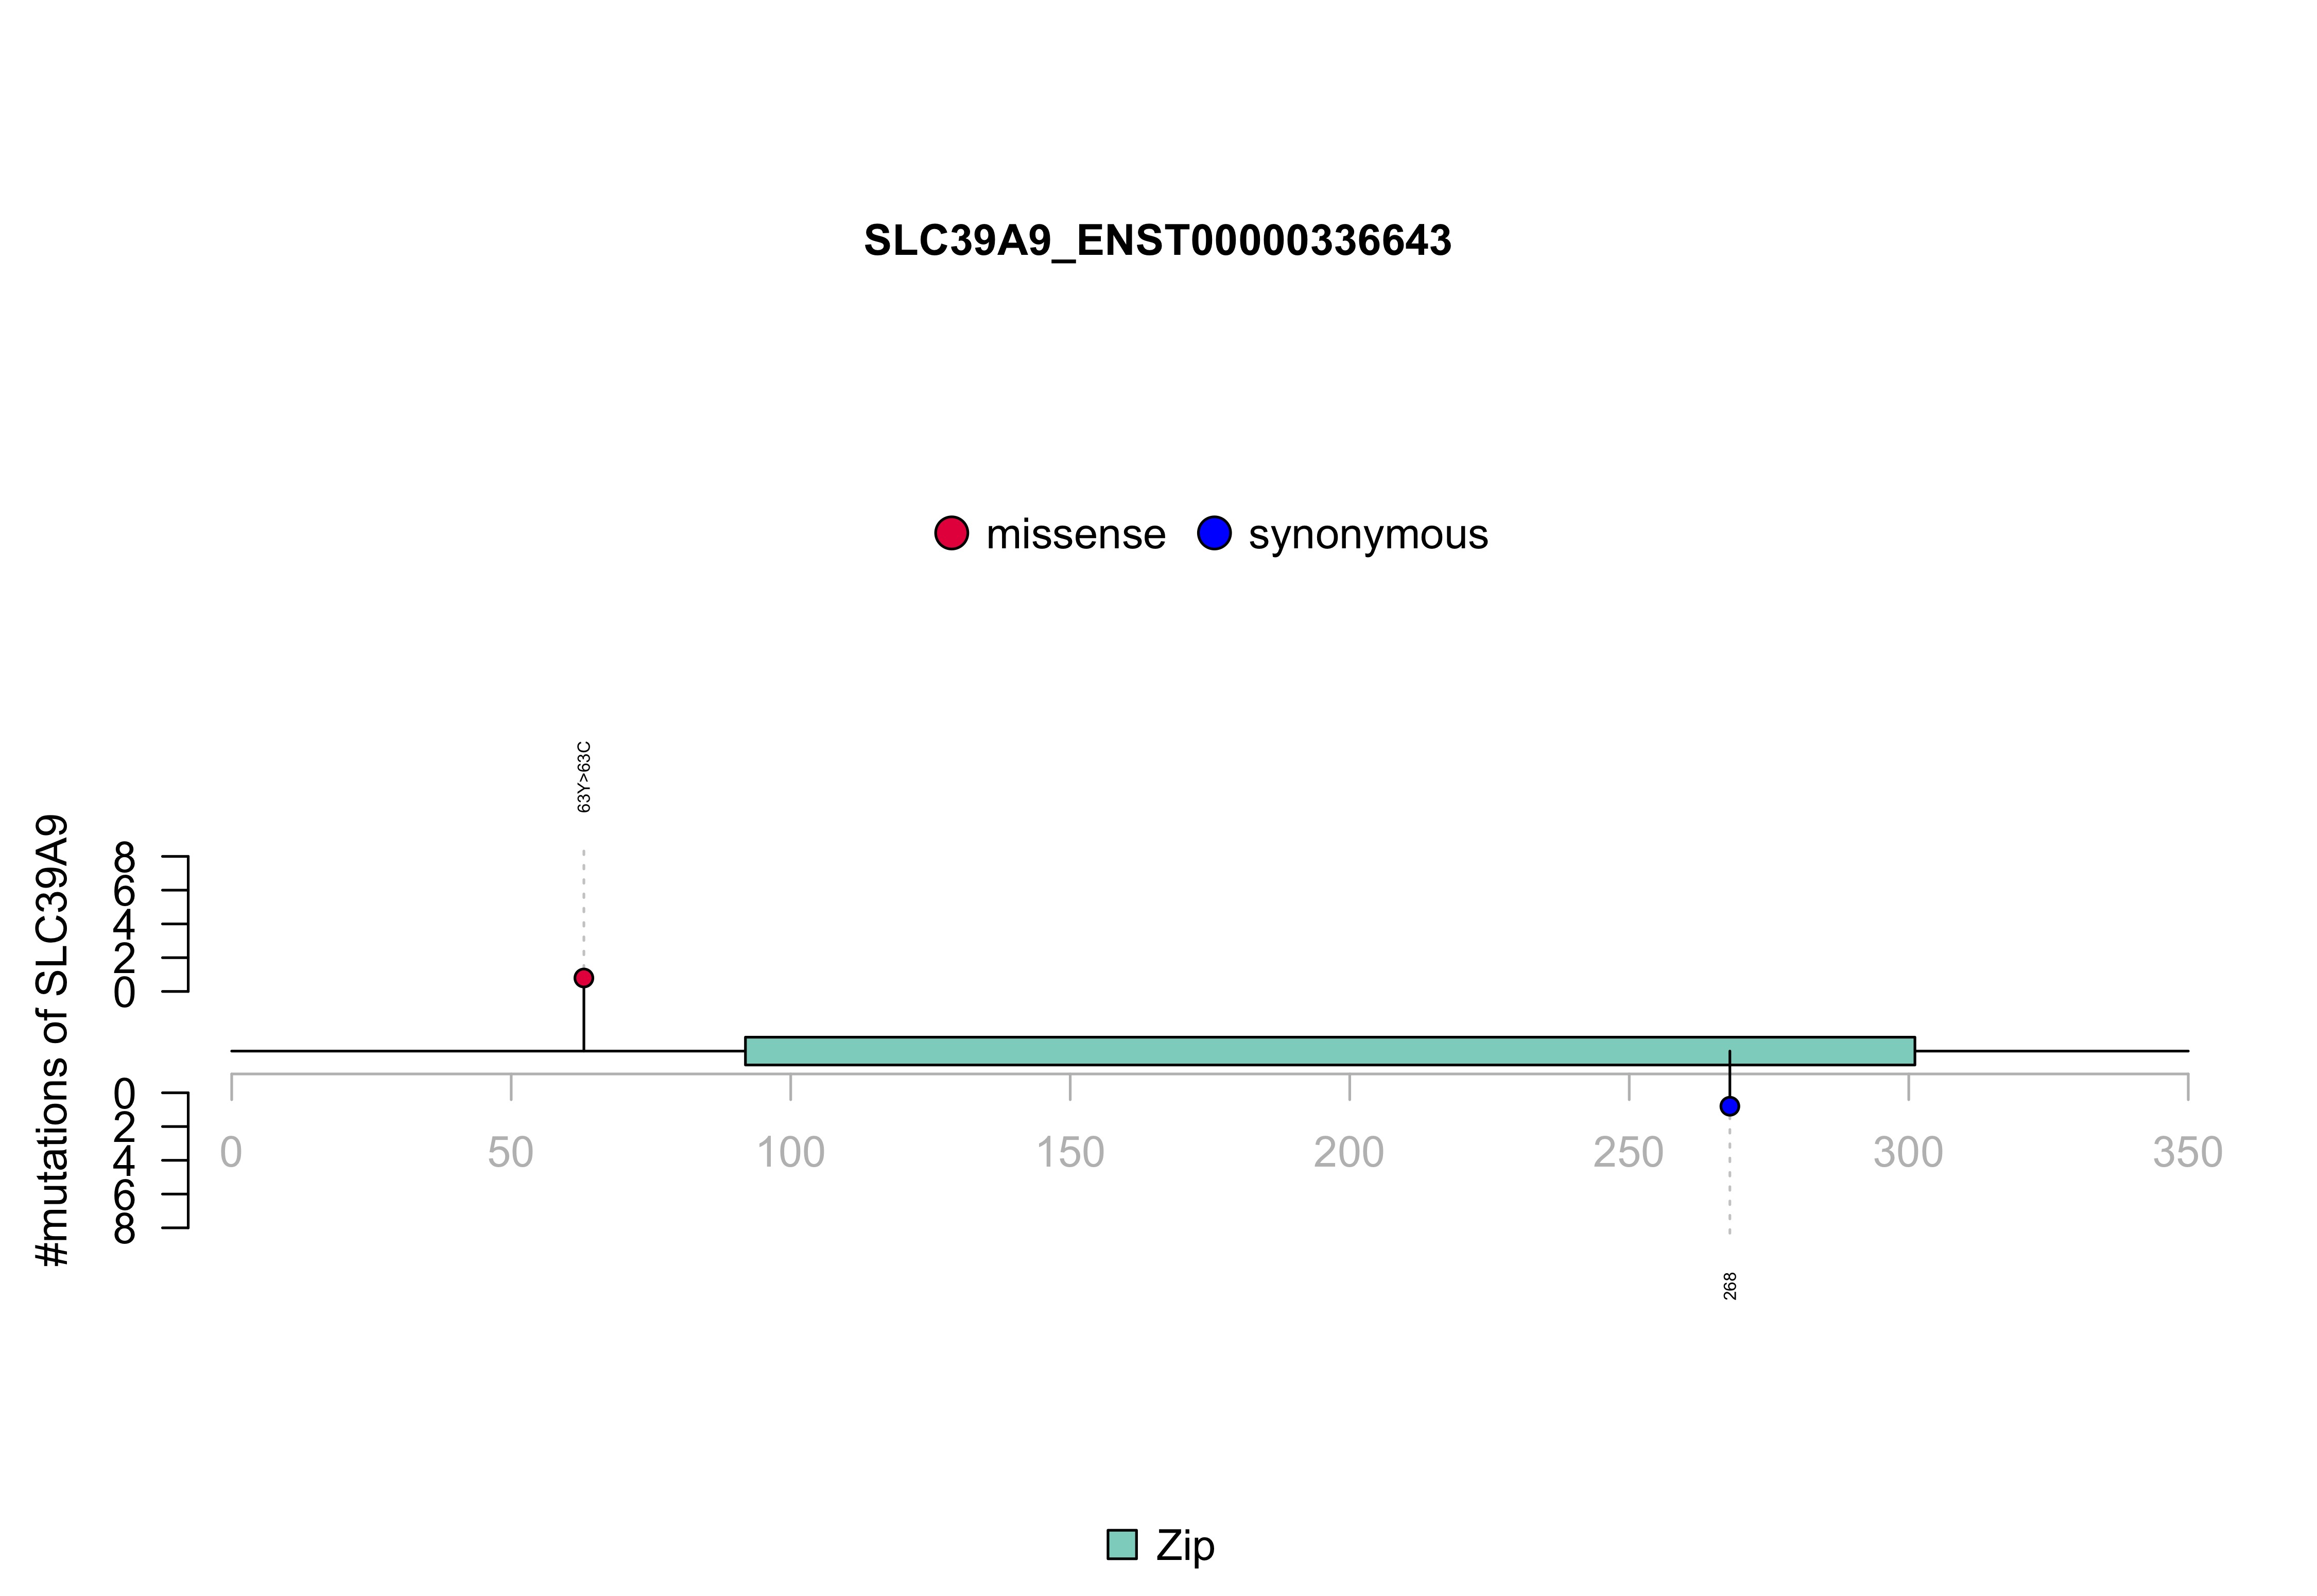 SLC39A9_ENST00000336643
missense
synonymous
63Y>63C
#mutations of SLC39A9
8
6
4
2
0
0
2
4
6
8
0 50 100 150 200 250 300 350
268
Zip